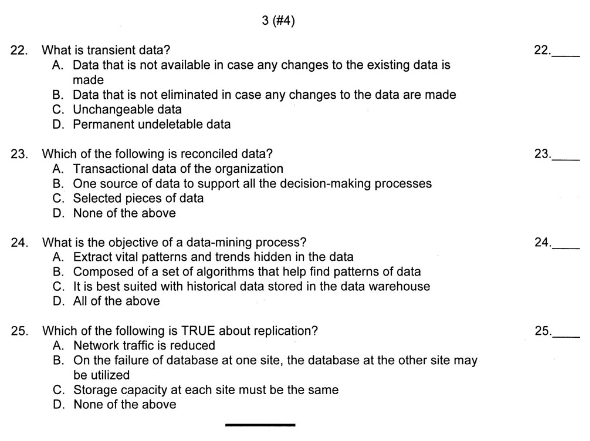 3 (#4)
22. What is transient data? 22.____
A. Data that is not available in case any changes to the existing data is
made
B. Data that is not eliminated in case any changes to the data are made
C. Unchangeable data
D. Permanent undeletable data
23. Which of the following is reconciled data? 23.____
A. Transactional data of the organization
B. One source of data to support all the decision-making processes
C. Selected pieces of data
D. None of the above
24. What is the objective of a data-mining process? 24.____
A. Extract vital patterns and trends hidden in the data
B. Composed of a set of algorithms that help find patterns of data
C. It is best suited with historical data stored in the data warehouse
D. All of the above
25. Which of the following is TRUE about replication? 25.____
A. Network traffic is reduced
B. On the failure of database at one site, the database at the other site may
be utilized
C. Storage capacity at each site must be the same
D. None of the above